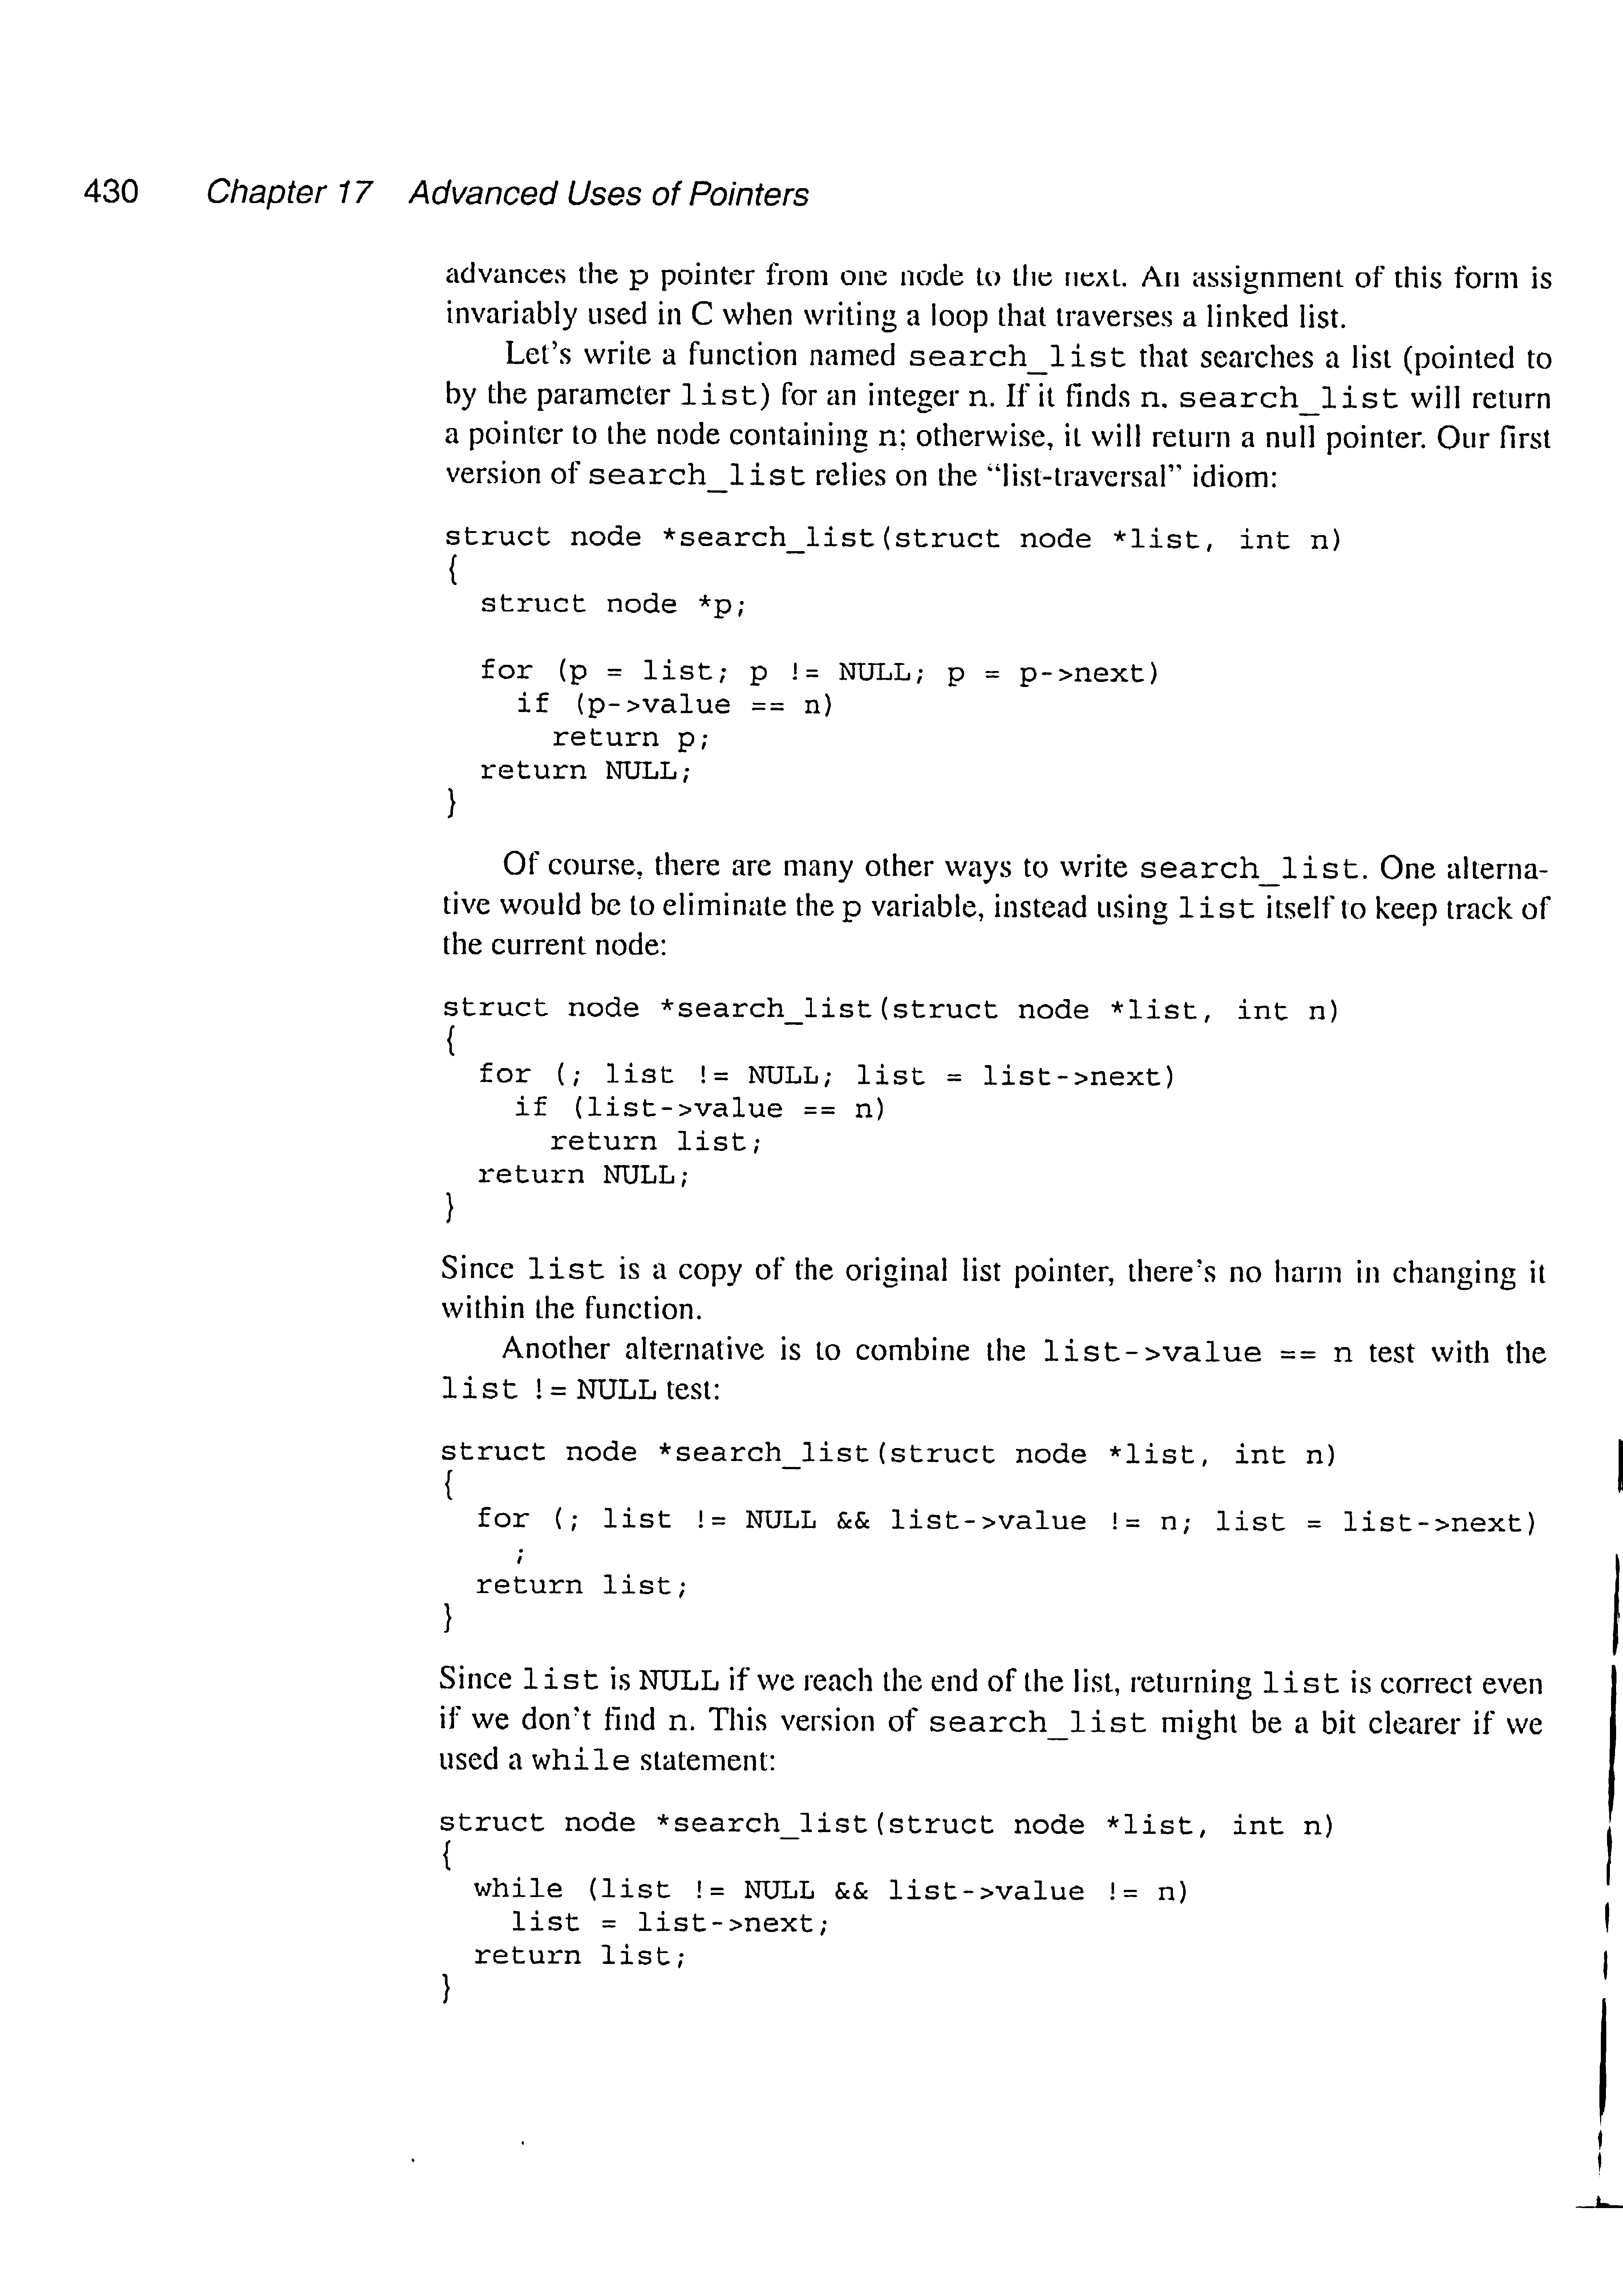 430 Chapter 17 Advanced Uses of Pointers
advances the p pointer from one node to the next. An assignment of this form is
invariably used in C when writing a loop that traverses a linked list.
Let's write a function named search_list that searches a list (pointed to
by the parameter list) for an integer n. If it finds n. search_list will return
a pointer to the node containing n; otherwise, it will return a null pointer. Our first
version of search_list relies on the “list-traversal” idiom:
struct node *search_list(struct node *list, int n)
{
  struct node *p;
  for (p = list; p != NULL; p = p->next)
    if (p->value == n)
      return p;
  return NULL;
}
Of course, there are many other ways to write search_list. One alterna-
tive would be to eliminate the p variable, instead using list itself to keep track of
the current node:
struct node *search_list(struct node *list, int n)
{
  for (; list != NULL; list = list->next)
    if (list->value == n)
      return list;
  return NULL;
}
Since list is a copy of the original list pointer, there's no harm in changing it
within the function.
Another alternative is to combine the list->value == n test with the
list != NULL test:
struct node *search_list(struct node *list, int n)
{
  for (; list != NULL && list->value != n; list = list->next)
    ;
  return list;
}
Since list is NULL if we reach the end of the list, returning list is correct even
if we don't find n. This version of search_list might be a bit clearer if we
used a while statement:
struct node *search_list(struct node *list, int n)
{
  while (list != NULL && list->value != n)
    list = list->next;
  return list;
}